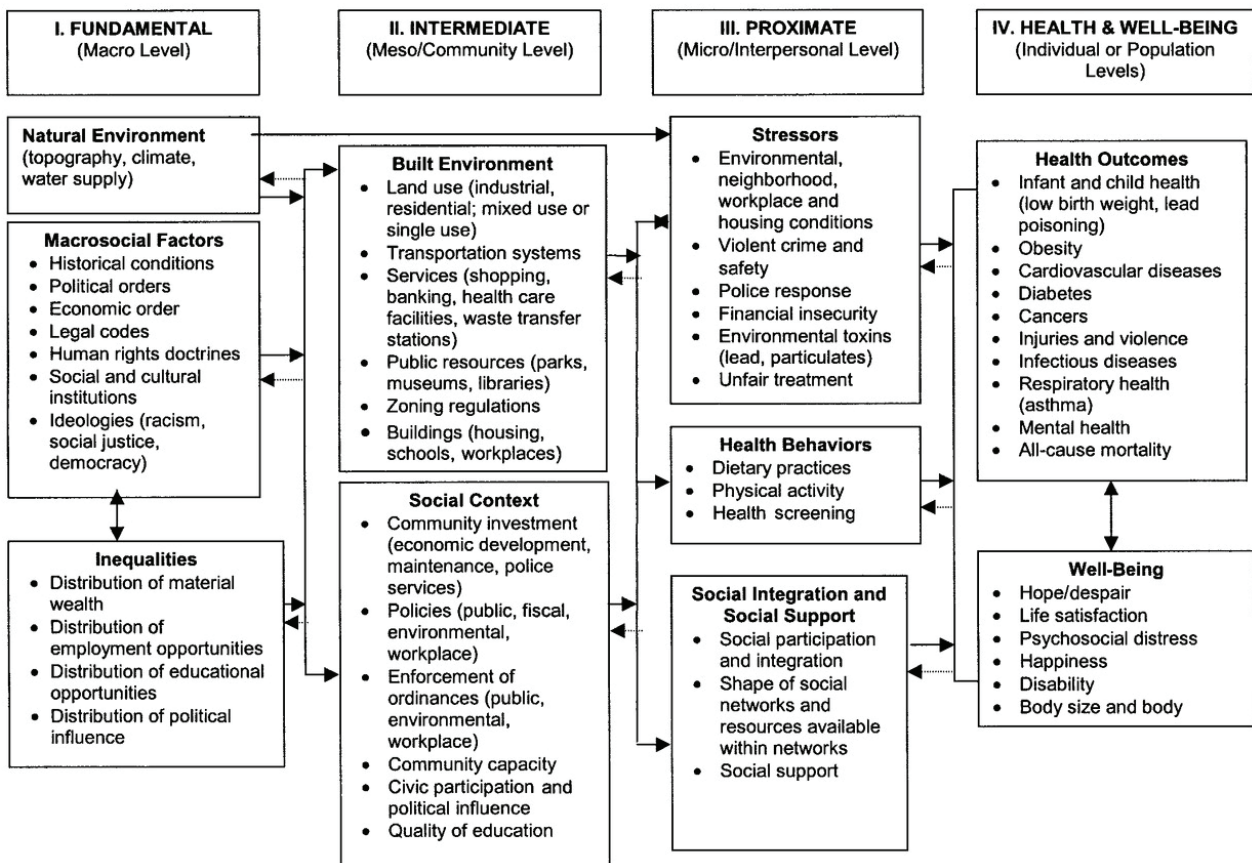 I. FUNDAMENTAL
(Macro Level)
II. INTERMEDIATE
(Meso/Community Level)
III. PROXIMATE
(Micro/Interpersonal Level)
IV. HEALTH & WELL-BEING
(Individual or Population
Levels)
Natural Environment
(topography, climate,
water supply)
Macrosocial Factors
• Historical conditions
• Political orders
• Economic order
• Legal codes
• Human rights doctrines
• Social and cultural
institutions
• Ideologies (racism,
social justice,
democracy)
Inequalities
• Distribution of material
wealth
• Distribution of
employment opportunities
• Distribution of educational
opportunities
• Distribution of political
influence
Built Environment
• Land use (industrial,
residential; mixed use or
single use)
• Transportation systems
• Services (shopping,
banking, health care
facilities, waste transfer
stations)
• Public resources (parks,
museums, libraries)
• Zoning regulations
• Buildings (housing,
schools, workplaces)
Social Context
• Community investment
(economic development,
maintenance, police
services)
• Policies (public, fiscal,
environmental,
workplace)
• Enforcement of
ordinances (public,
environmental,
workplace)
• Community capacity
• Civic participation and
political influence
• Quality of education
Stressors
• Environmental,
neighborhood,
workplace and
housing conditions
• Violent crime and
safety
• Police response
• Financial insecurity
• Environmental toxins
(lead, particulates)
• Unfair treatment
Health Behaviors
• Dietary practices
• Physical activity
• Health screening
Social Integration and
Social Support
• Social participation
and integration
• Shape of social
networks and
resources available
within networks
• Social support
Health Outcomes
• Infant and child health
(low birth weight, lead
poisoning)
• Obesity
• Cardiovascular diseases
• Diabetes
• Cancers
• Injuries and violence
• Infectious diseases
• Respiratory health
(asthma)
• Mental health
• All-cause mortality
Well-Being
• Hope/despair
• Life satisfaction
• Psychosocial distress
• Happiness
• Disability
• Body size and body